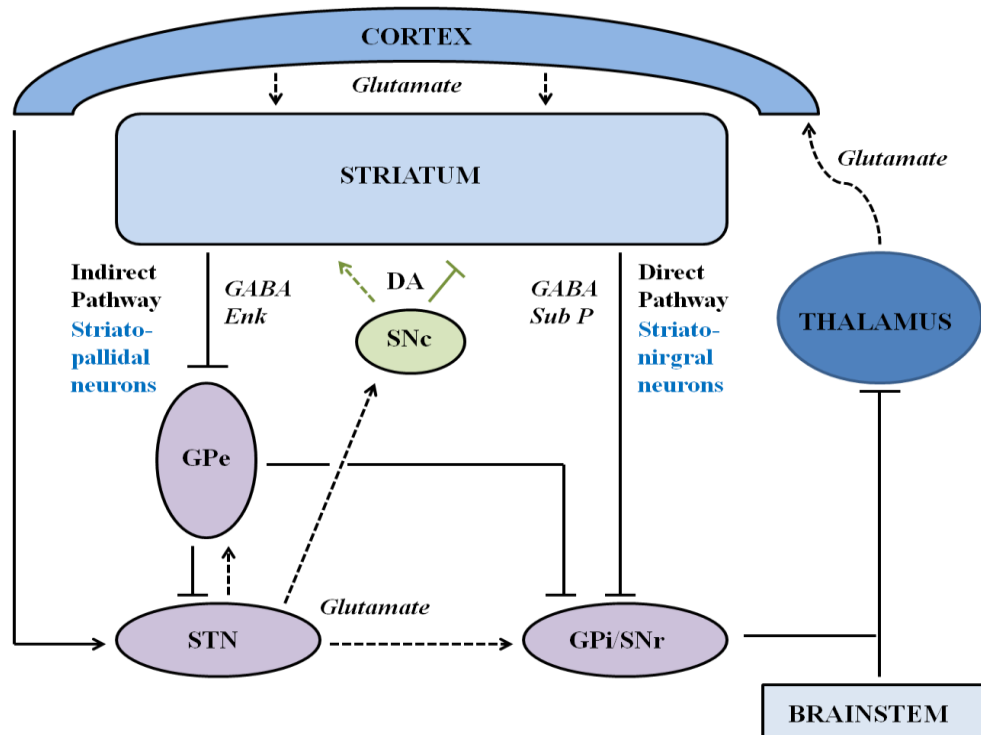 CORTEX
Glutamate
STRIATUM
Glutamate
Indirect
Pathway
Striato-
pallidal
neurons
GABA
Enk
DA
SNc
GABA
Sub P
Direct
Pathway
Striato-
nirgral
neurons
THALAMUS
GPe
Glutamate
STN
GPi/SNr
BRAINSTEM